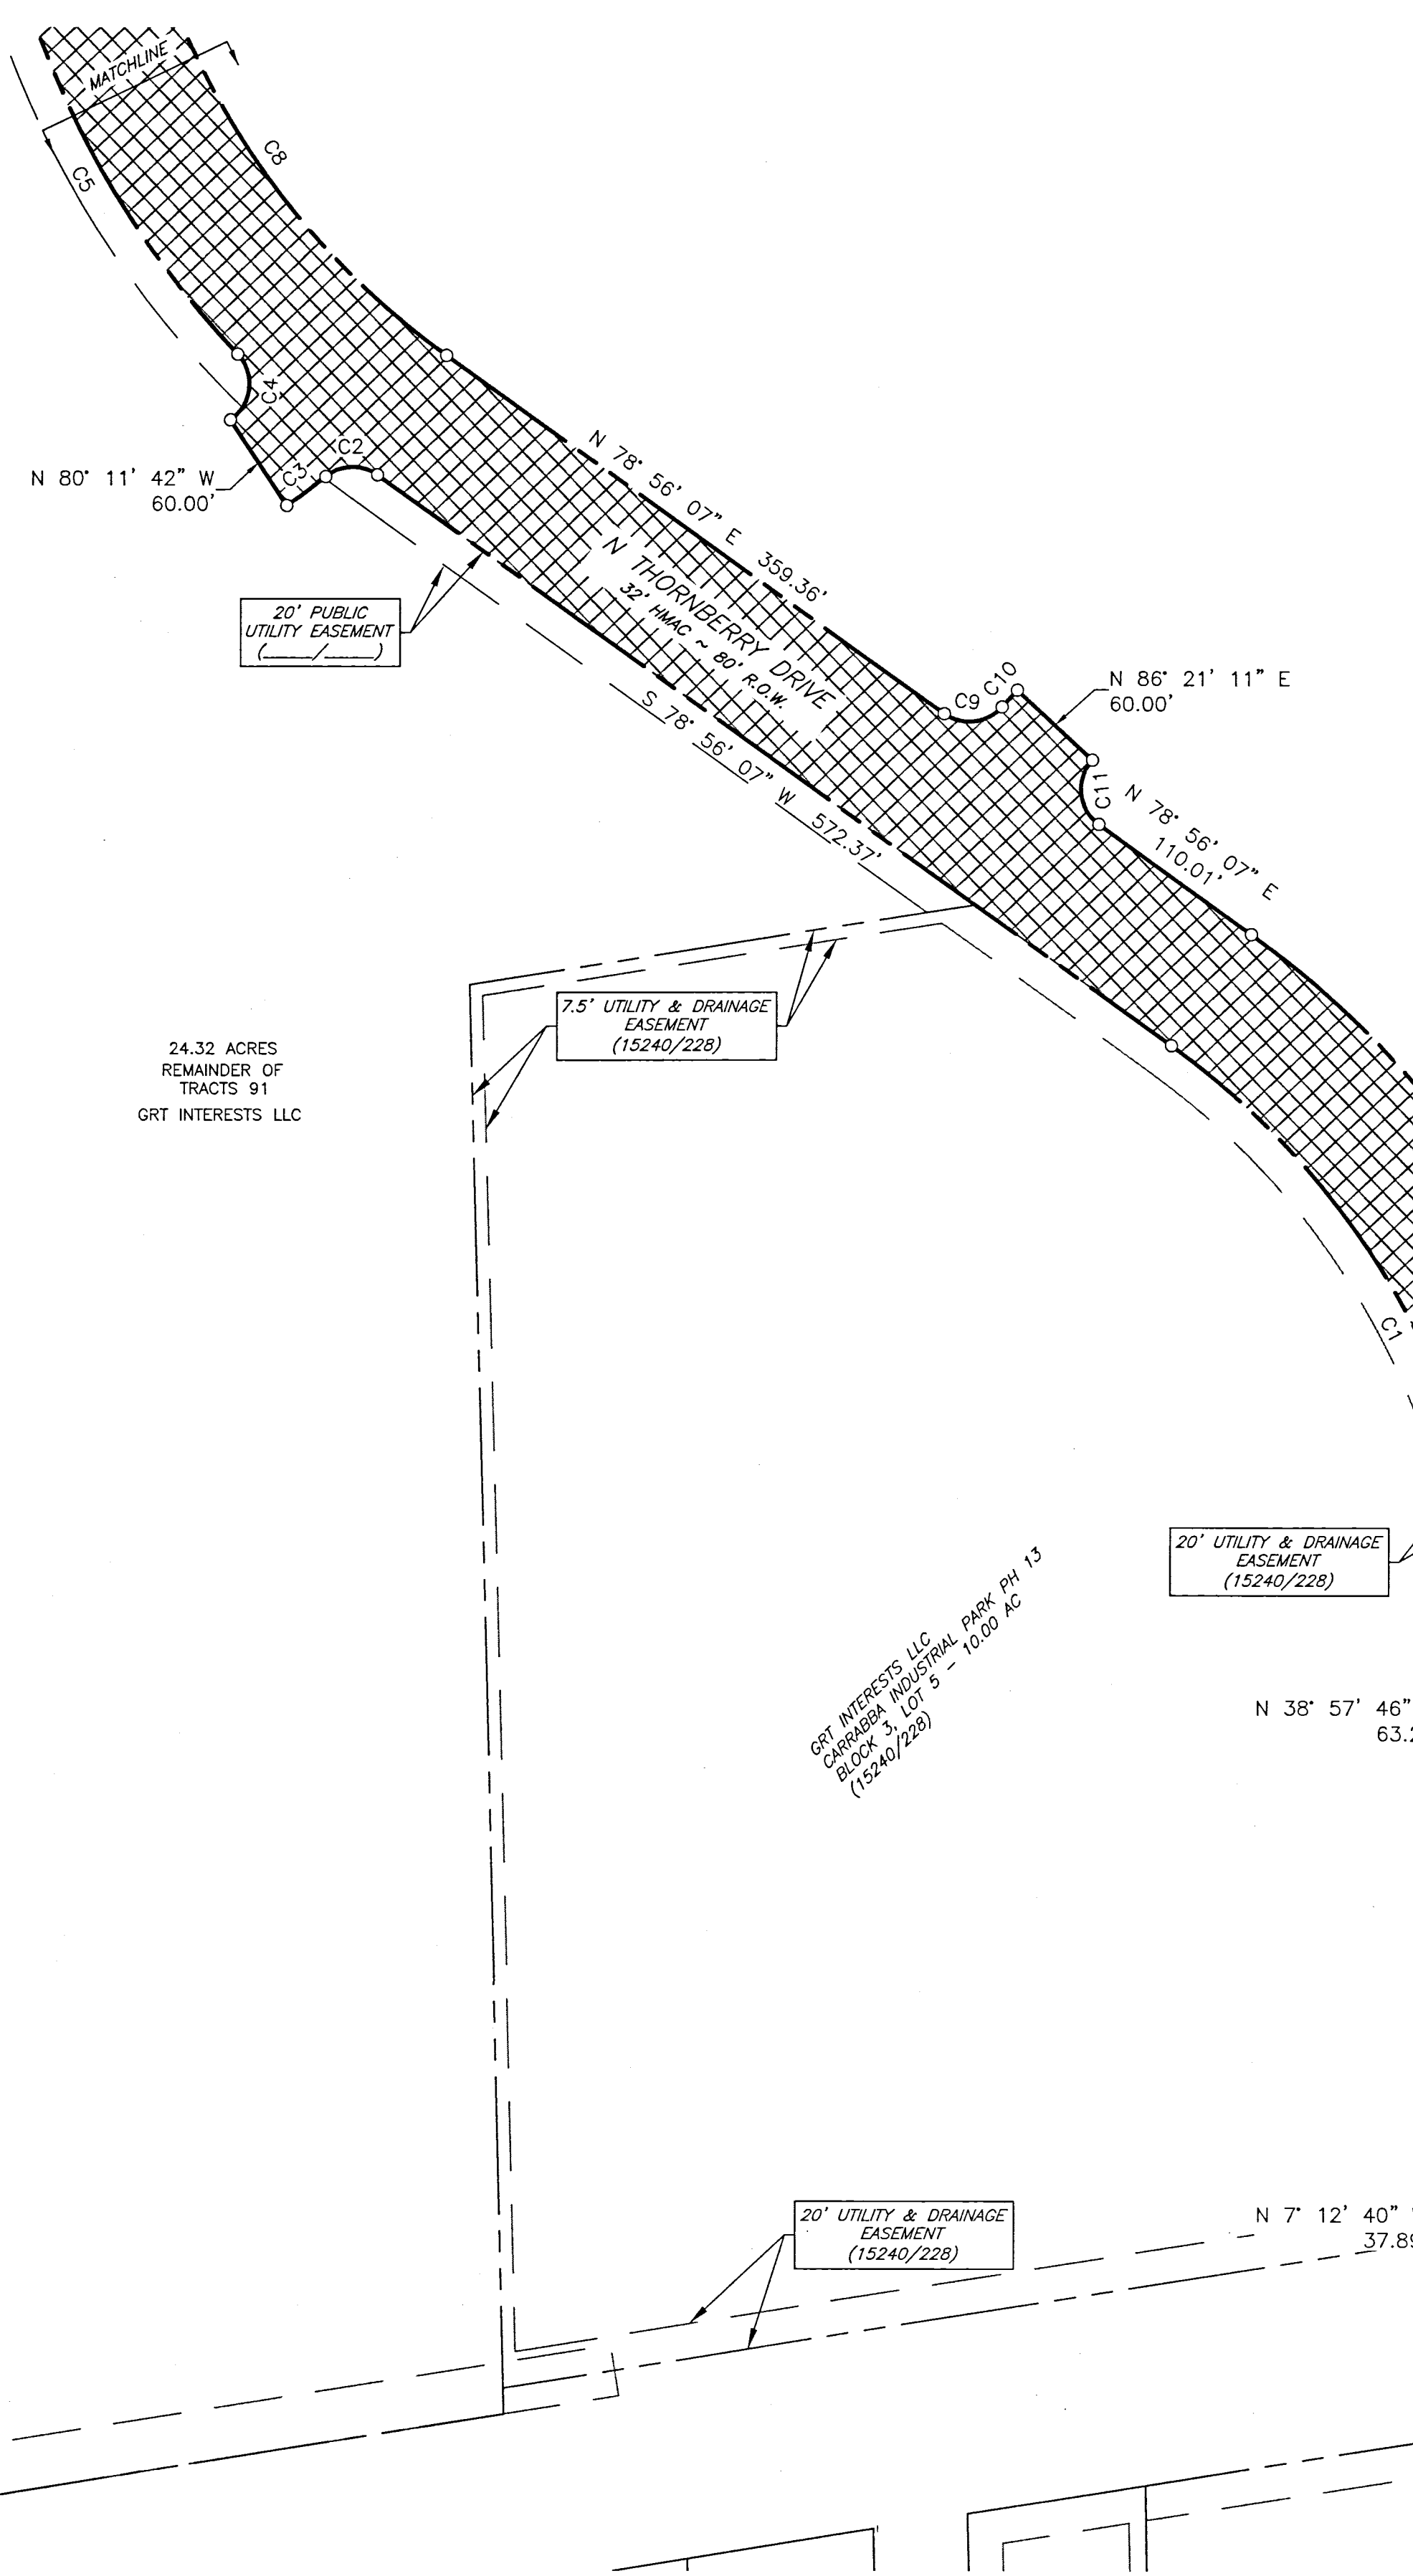 MATCHLINE
C8
C5
C4
N 80° 11' 42" W
60.00'
C3
C2
N 78° 56' 07" E 359.36'
N THORNBERRY DRIVE
32' HMAC ~ 80' R.O.W.
20' PUBLIC
UTILITY EASEMENT
(____/____)
S 78° 56' 07" W 572.37'
C9
C10
N 86° 21' 11" E
60.00'
C11
N 78° 56' 07" E
110.01'
7.5' UTILITY & DRAINAGE
EASEMENT
(15240/228)
24.32 ACRES
REMAINDER OF
TRACTS 91
GRT INTERESTS LLC
C1
20' UTILITY & DRAINAGE
EASEMENT
(15240/228)
GRT INTERESTS LLC
CARRABBA INDUSTRIAL PARK PH 13
BLOCK 3, LOT 5 - 10.00 AC
(15240/228)
N 38° 57' 46"
63.2
20' UTILITY & DRAINAGE
EASEMENT
(15240/228)
N 7° 12' 40"
37.89